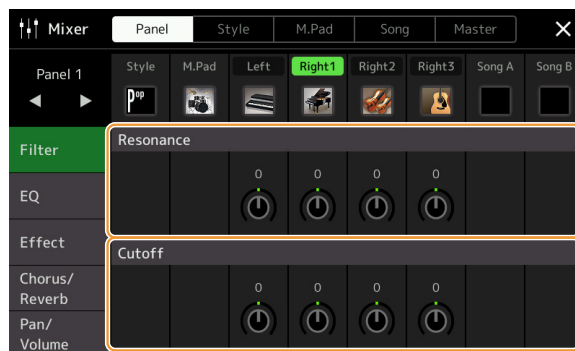 Mixer
Panel
Style
M.Pad
Song
Master
Panel 1
Style
M.Pad
Left
Right1
Right2
Right3
Song A
Song B
Pop
Filter
Resonance
0 0 0 0
EQ
Effect
Cutoff
Chorus/
Reverb
0 0 0 0
Pan/
Volume